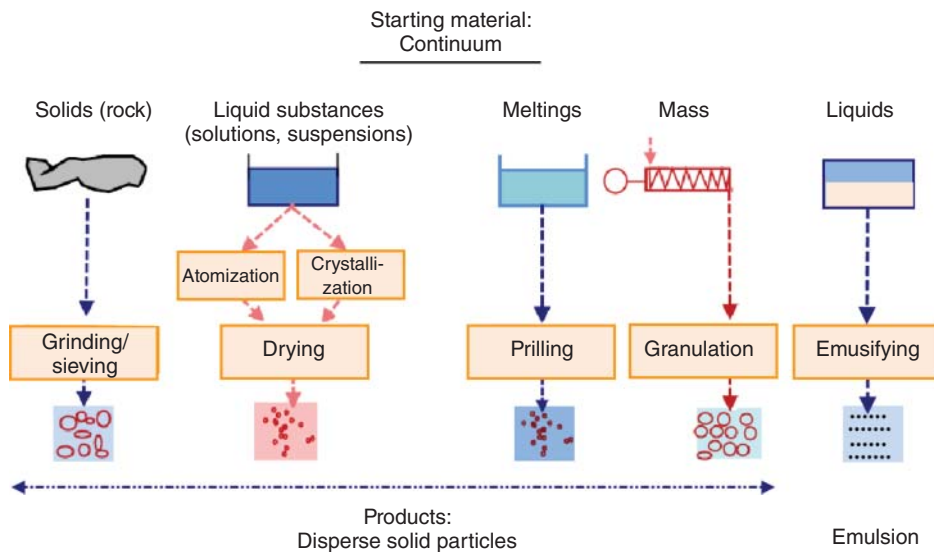 Starting material:
Continuum
Solids (rock)
Liquid substances
(solutions, suspensions)
Meltings
Mass
Liquids
Atomization
Crystalli-
zation
Grinding/
sieving
Drying
Prilling
Granulation
Emusifying
Products:
Disperse solid particles
Emulsion